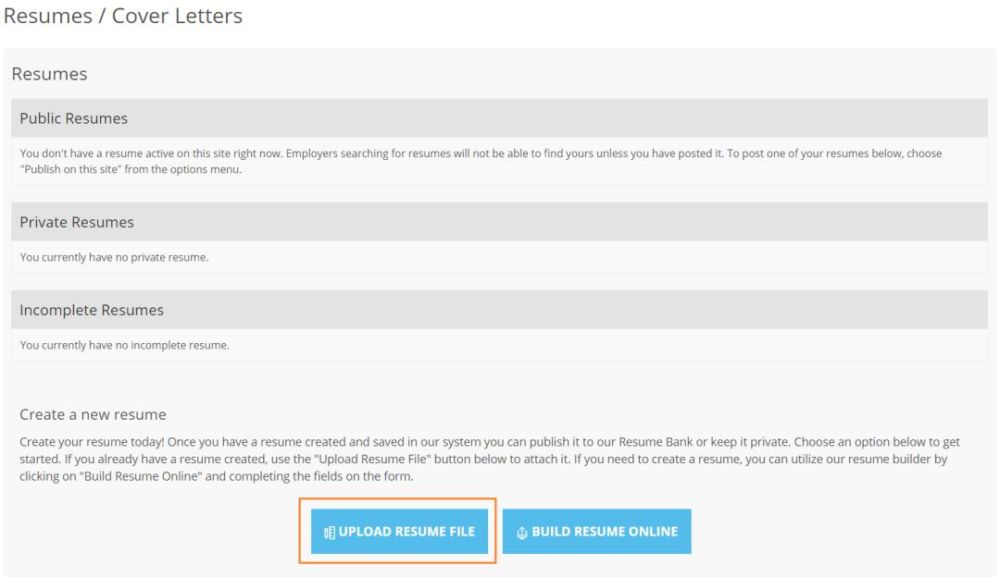 Resumes / Cover Letters
Resumes
Public Resumes
You don't have a resume active on this site right now. Employers searching for resumes will not be able to find yours unless you have posted it. To post one of your resumes below, choose
"Publish on this site" from the options menu.
Private Resumes
You currently have no private resume.
Incomplete Resumes
You currently have no incomplete resume.
Create a new resume
Create your resume today! Once you have a resume created and saved in our system you can publish it to our Resume Bank or keep it private. Choose an option below to get
started. If you already have a resume created, use the "Upload Resume File" button below to attach it. If you need to create a resume, you can utilize our resume builder by
clicking on "Build Resume Online" and completing the fields on the form.
UPLOAD RESUME FILE
BUILD RESUME ONLINE